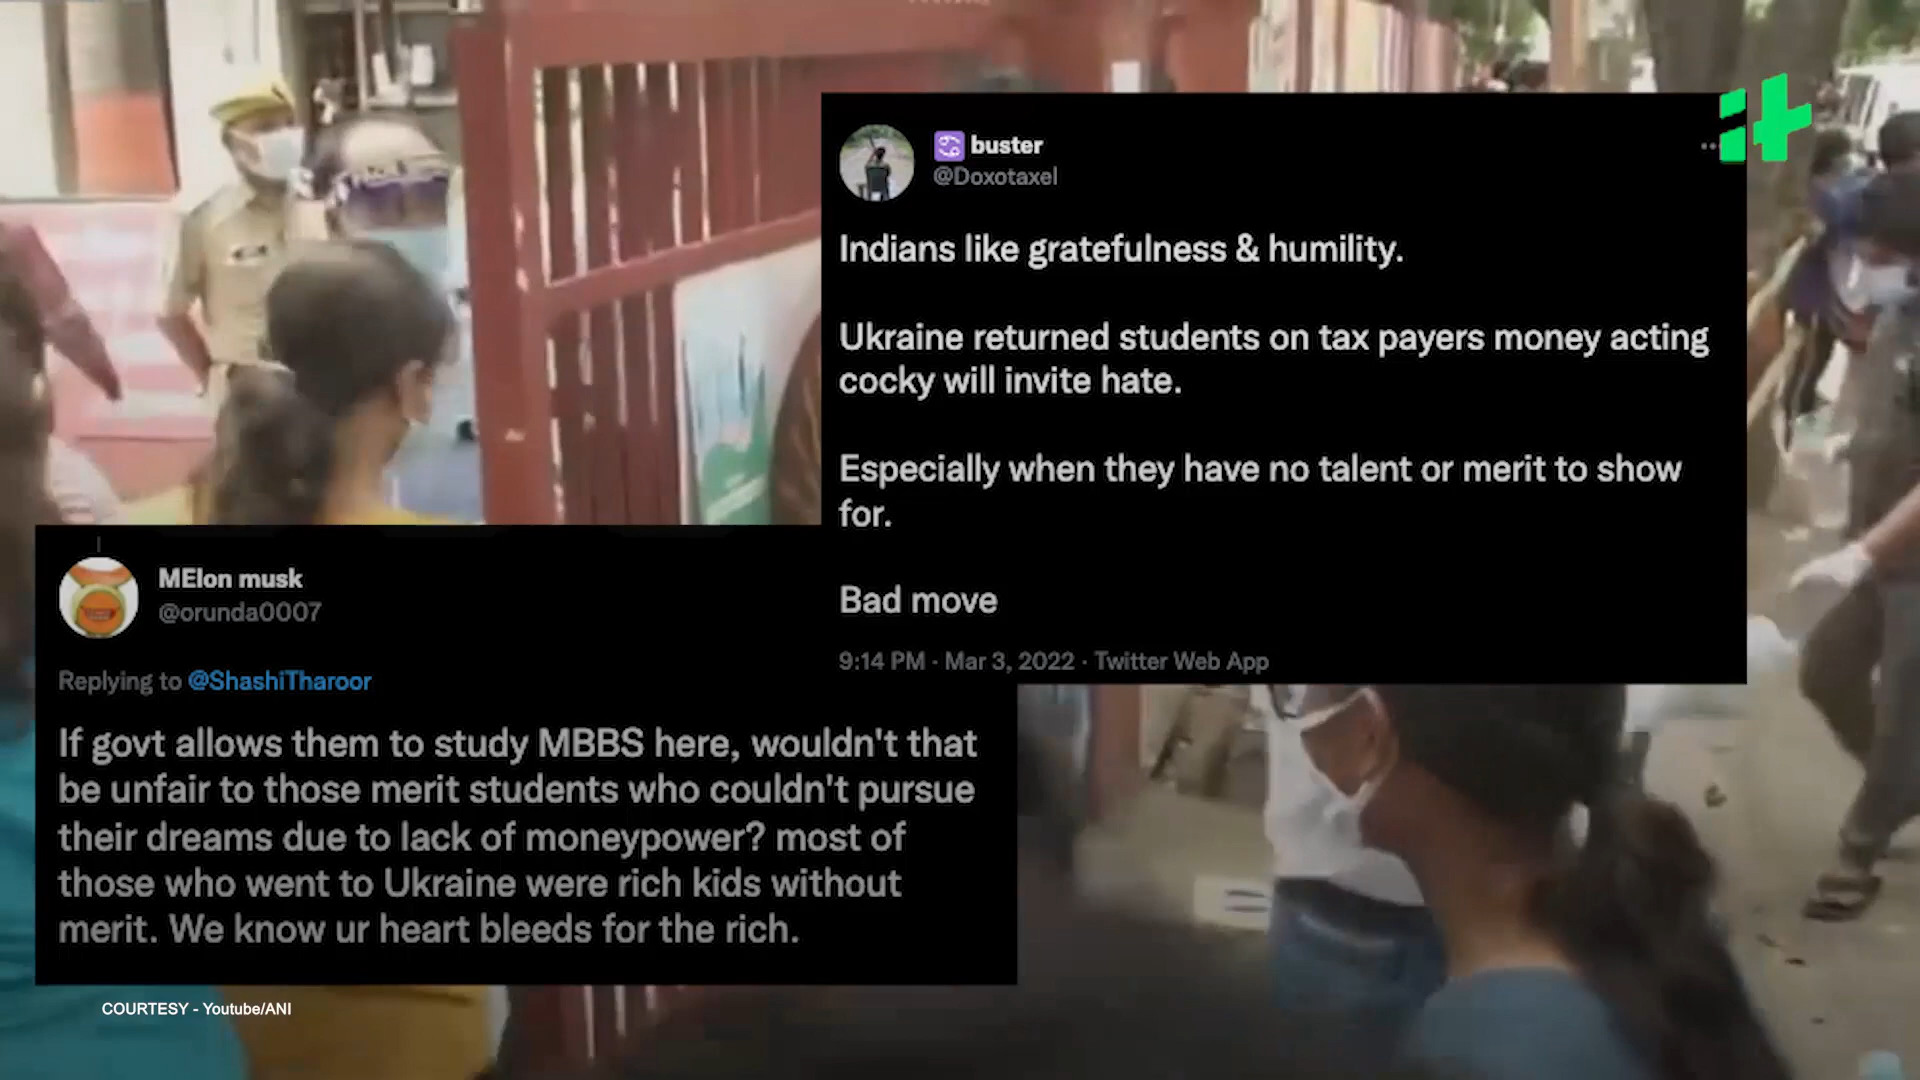 buster
@Doxotaxel
Indians like gratefulness & humility.
Ukraine returned students on tax payers money acting
cocky will invite hate.
Especially when they have no talent or merit to show
for.
Bad move
9:14 PM · Mar 3, 2022 · Twitter Web App
MElon musk
@orunda0007
Replying to @ShashiTharoor
If govt allows them to study MBBS here, wouldn't that
be unfair to those merit students who couldn't pursue
their dreams due to lack of moneypower? most of
those who went to Ukraine were rich kids without
merit. We know ur heart bleeds for the rich.
COURTESY - Youtube/ANI
it